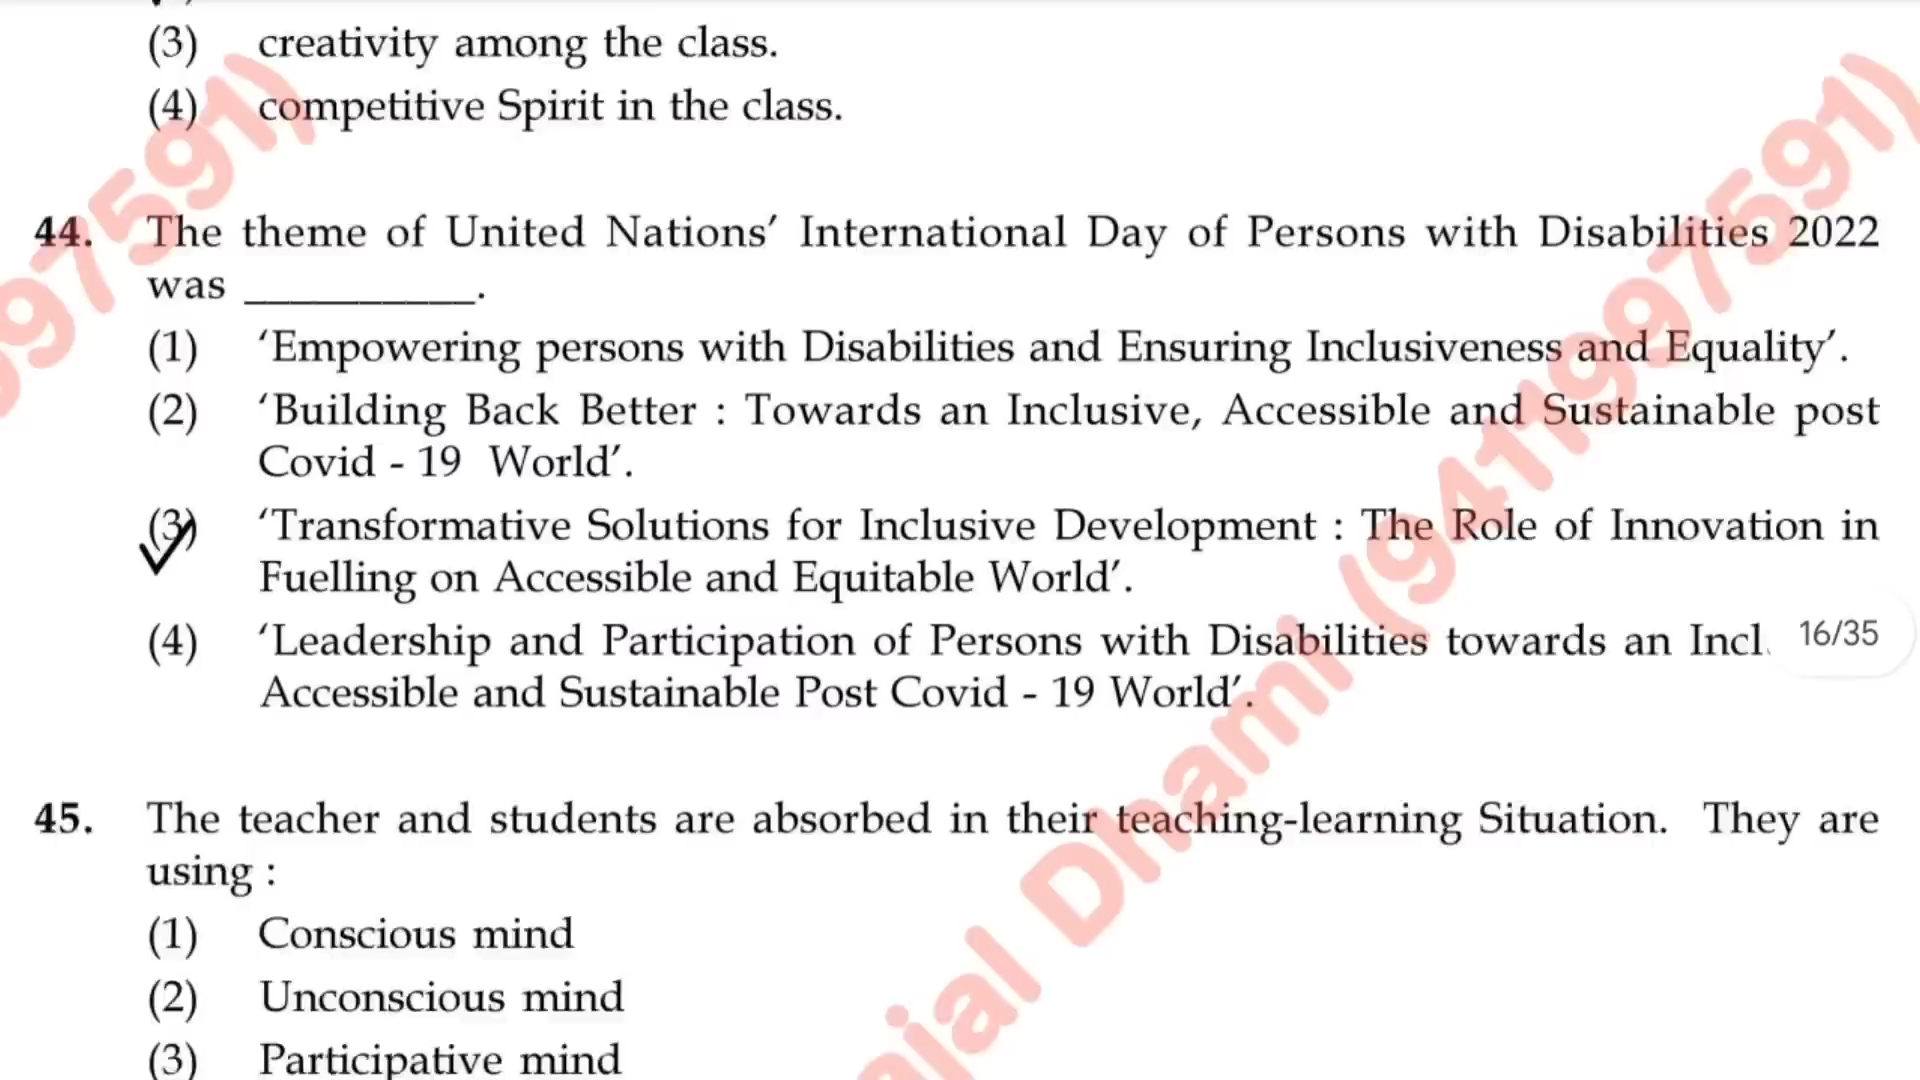 (3) creativity among the class.
(4) competitive Spirit in the class.
44. The theme of United Nations' International Day of Persons with Disabilities 2022
was ___________.
(1) 'Empowering persons with Disabilities and Ensuring Inclusiveness and Equality'.
(2) 'Building Back Better : Towards an Inclusive, Accessible and Sustainable post
Covid - 19 World'.
(3) 'Transformative Solutions for Inclusive Development : The Role of Innovation in
Fuelling on Accessible and Equitable World'.
(4) 'Leadership and Participation of Persons with Disabilities towards an Incl
16/35
Accessible and Sustainable Post Covid - 19 World'.
45. The teacher and students are absorbed in their teaching-learning Situation. They are
using :
(1) Conscious mind
(2) Unconscious mind
(3) Participative mind
97591)
jal Dhami (9411997591)